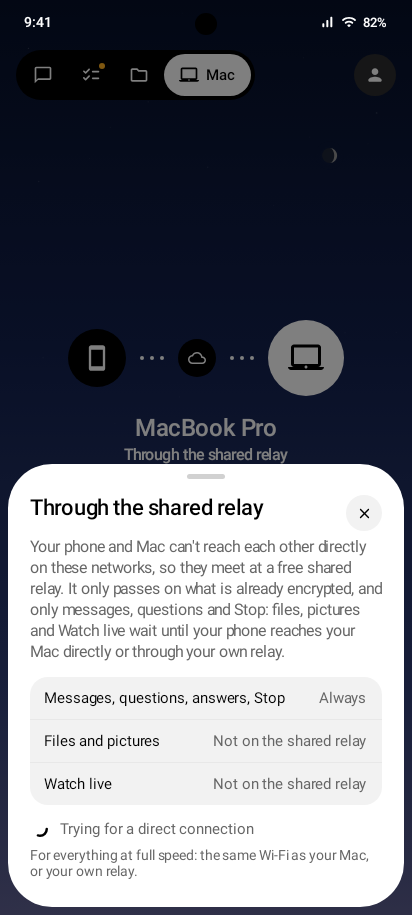 9:41
82%
Mac
MacBook Pro
Through the shared relay
Through the shared relay
Your phone and Mac can't reach each other directly
on these networks, so they meet at a free shared
relay. It only passes on what is already encrypted, and
only messages, questions and Stop: files, pictures
and Watch live wait until your phone reaches your
Mac directly or through your own relay.
Messages, questions, answers, Stop Always
Files and pictures Not on the shared relay
Watch live Not on the shared relay
Trying for a direct connection
For everything at full speed: the same Wi-Fi as your Mac,
or your own relay.